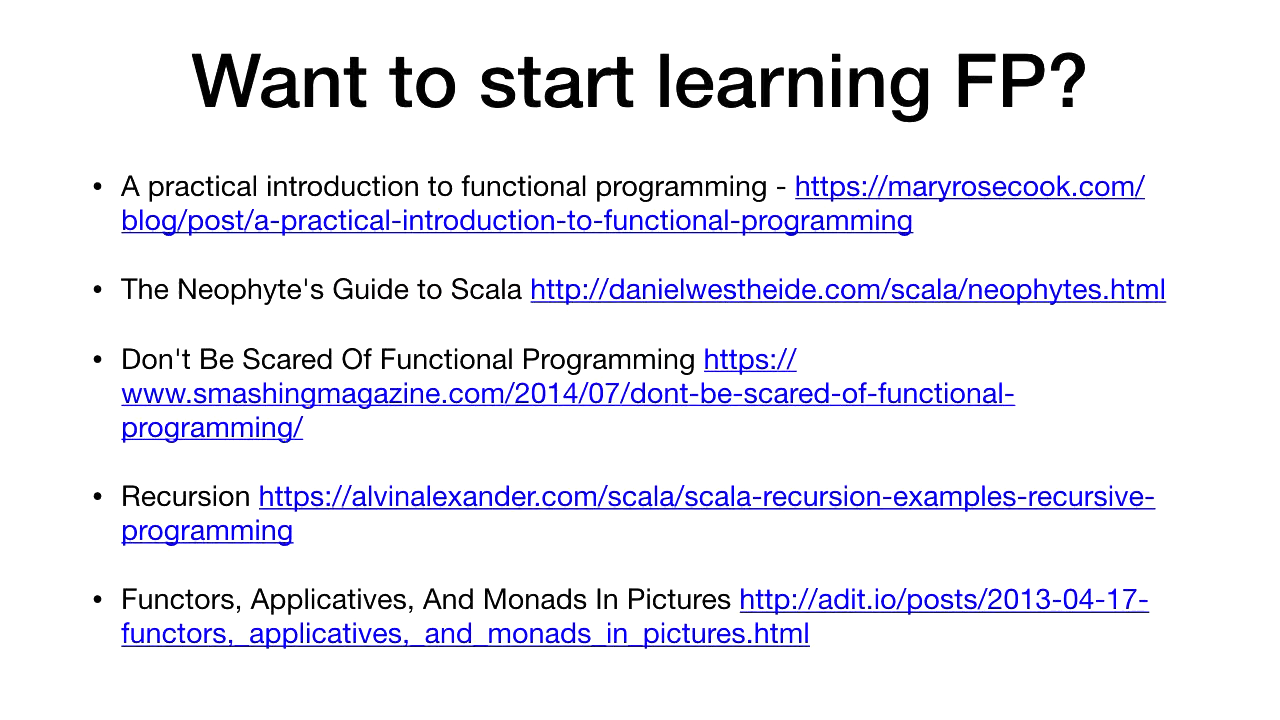 Want to start learning FP?
• A practical introduction to functional programming - https://maryrosecook.com/
blog/post/a-practical-introduction-to-functional-programming
• The Neophyte's Guide to Scala http://danielwestheide.com/scala/neophytes.html
• Don't Be Scared Of Functional Programming https://
www.smashingmagazine.com/2014/07/dont-be-scared-of-functional-
programming/
• Recursion https://alvinalexander.com/scala/scala-recursion-examples-recursive-
programming
• Functors, Applicatives, And Monads In Pictures http://adit.io/posts/2013-04-17-
functors,_applicatives,_and_monads_in_pictures.html